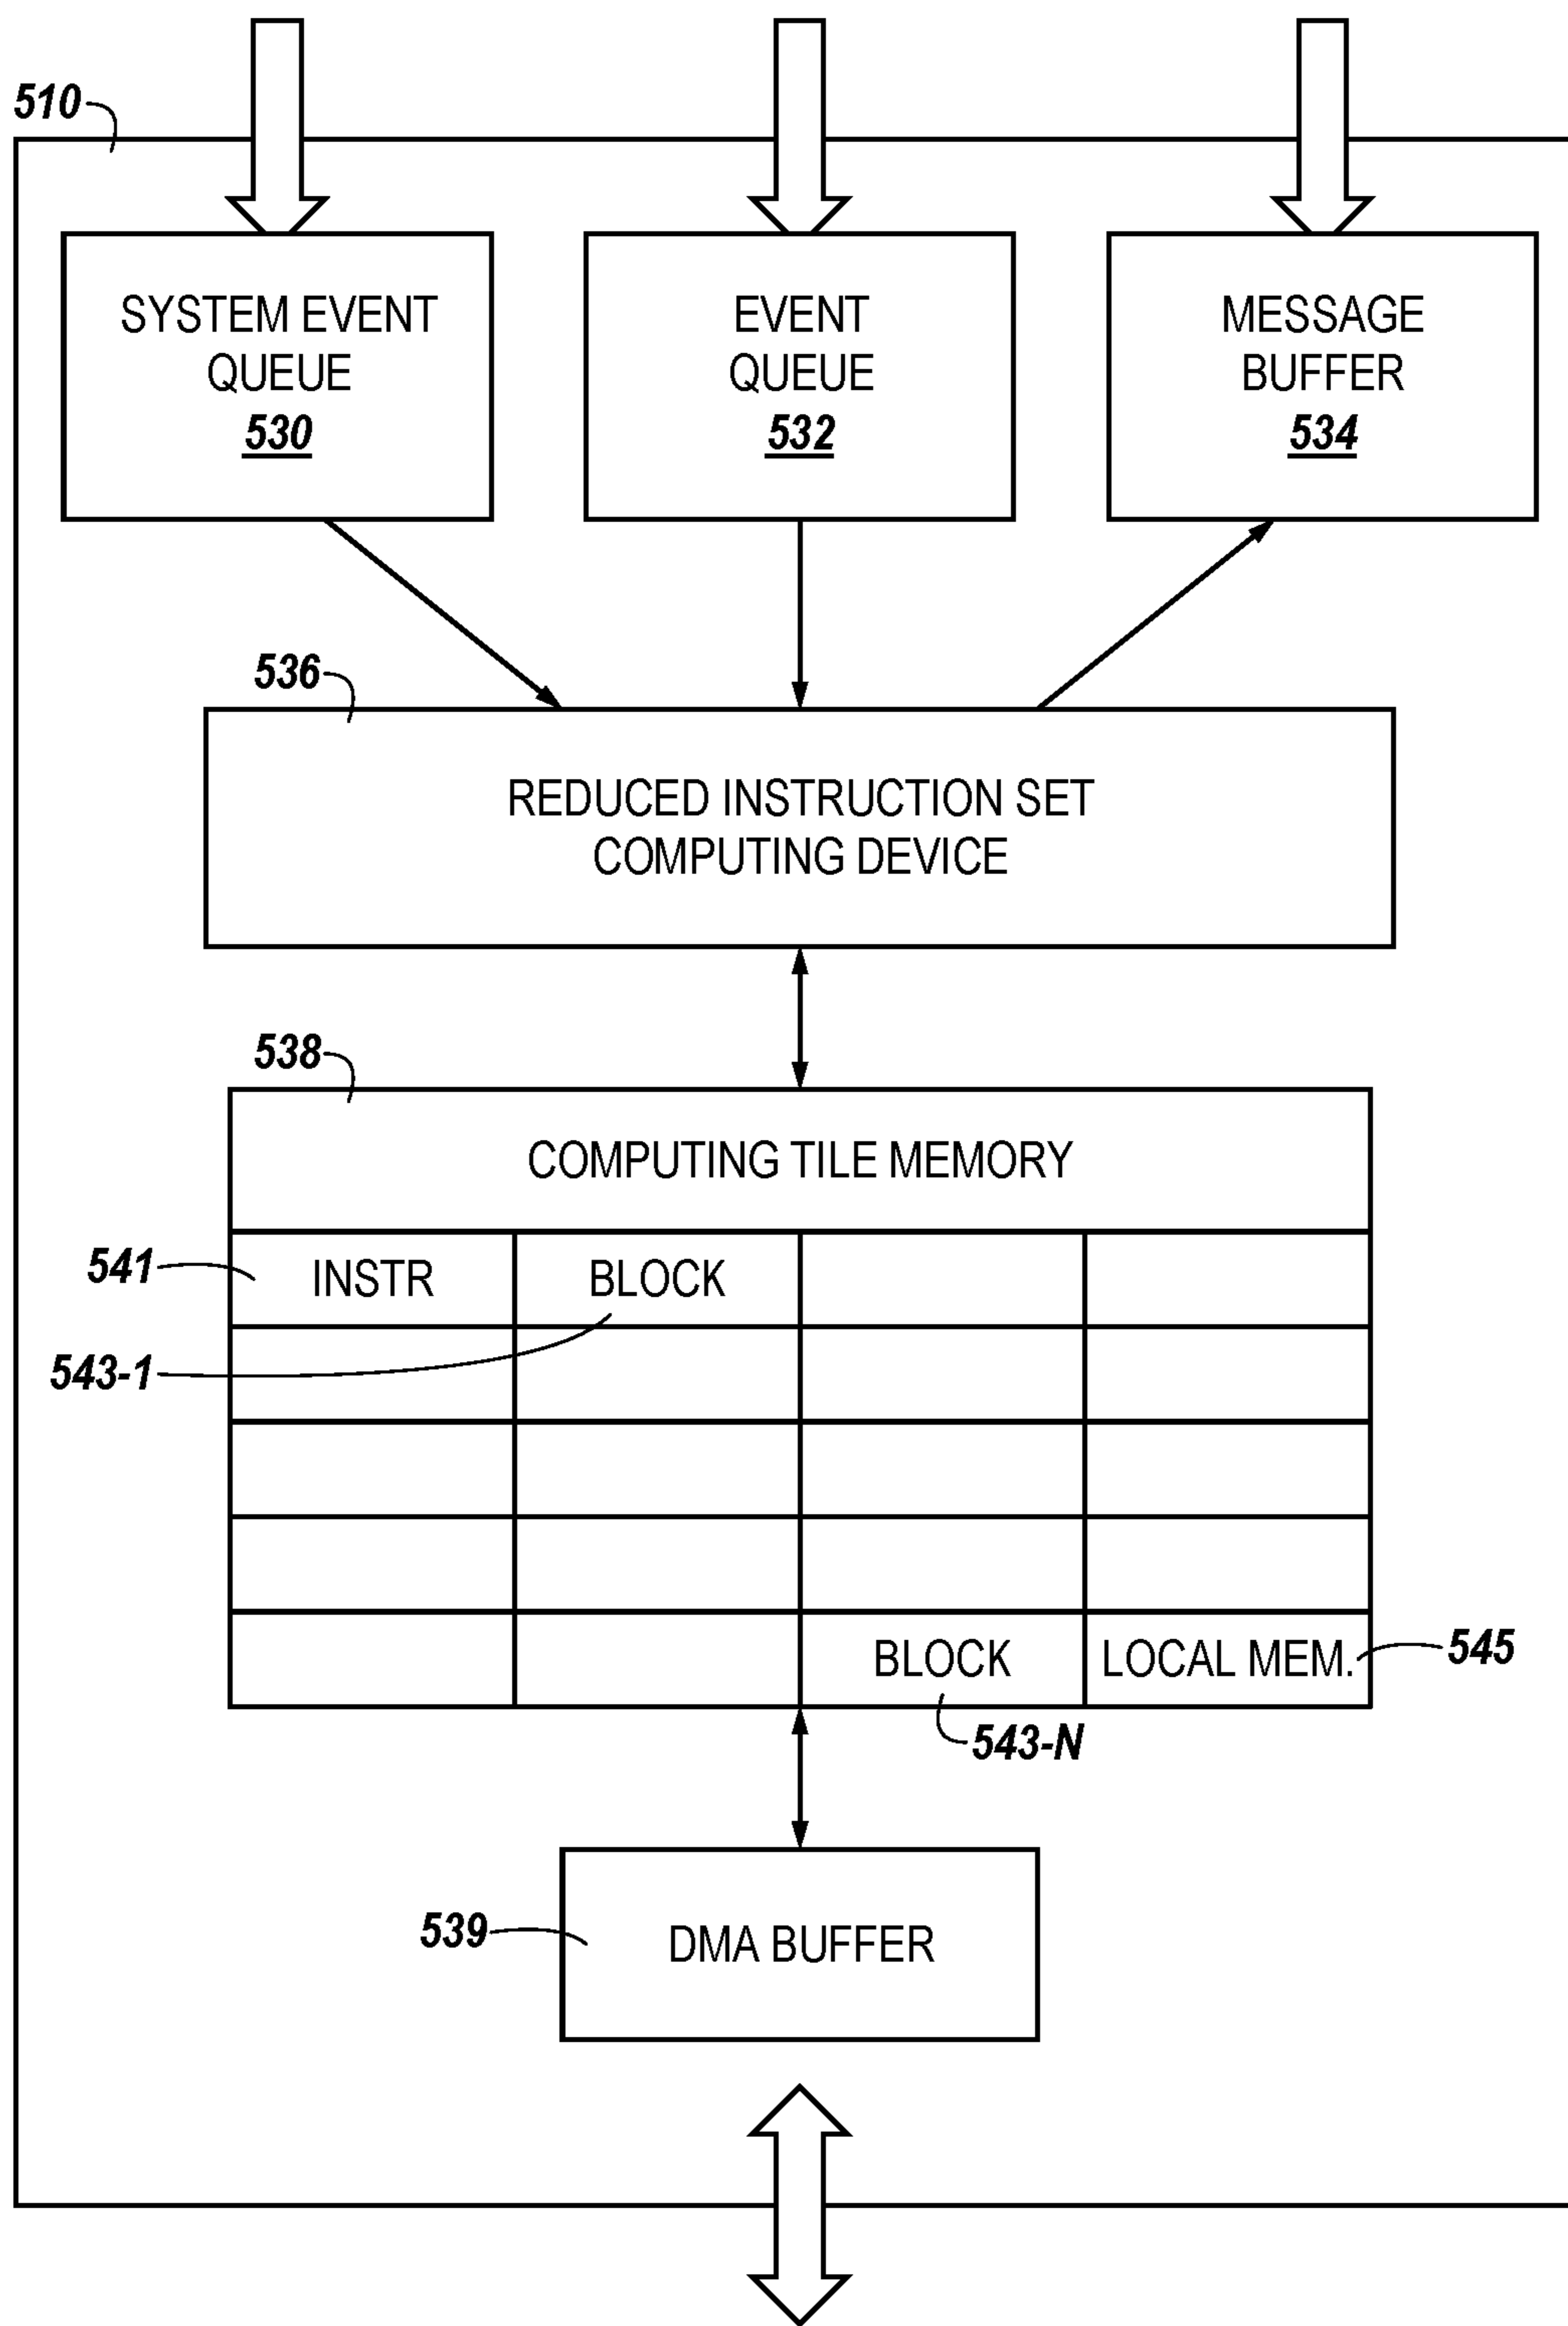 510
SYSTEM EVENT
QUEUE
530
EVENT
QUEUE
532
MESSAGE
BUFFER
534
536
REDUCED INSTRUCTION SET
COMPUTING DEVICE
538
COMPUTING TILE MEMORY
541
INSTR
BLOCK
543-1
BLOCK
LOCAL MEM.
545
543-N
539
DMA BUFFER